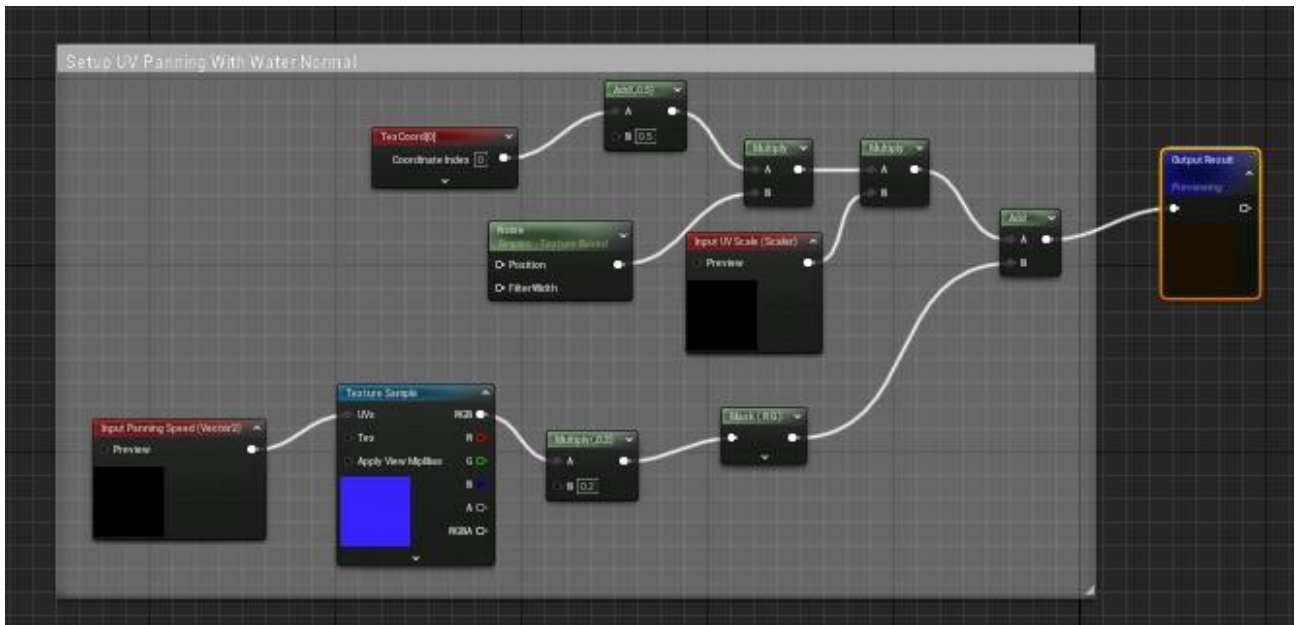 Setup UV Panning With Water Normal
Add(,0.5)
A
B 0.5
TexCoord[0]
Coordinate Index 0
Multiply
A
B
Multiply
A
B
Output Result
Previewing
Noise
Position
FilterWidth
Input UV Scale (Scalar)
Preview
Add
A
B
Texture Sample
UVs RGB
Tex R
Apply View MipBias G
B
A
RGBA
Input Panning Speed (Vector2)
Preview
Multiply(,0.2)
A
B 0.2
Mask ( R G )